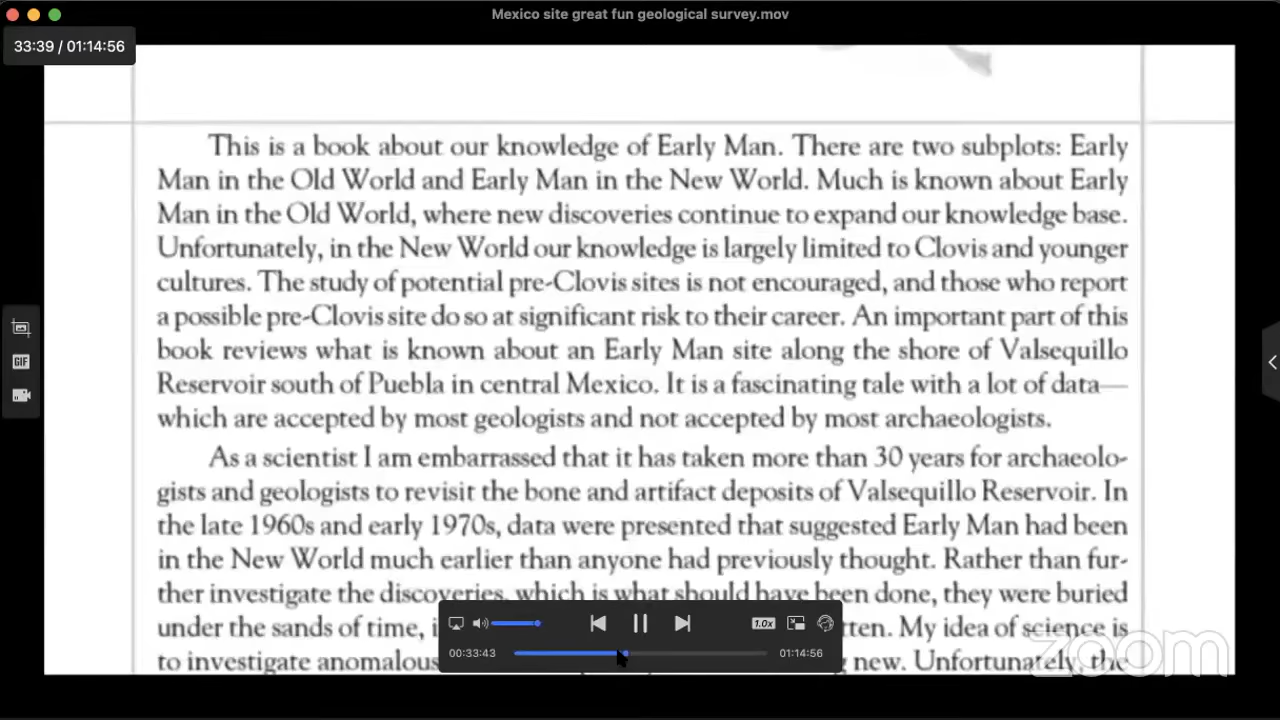 Mexico site great fun geological survey.mov
33:39 / 01:14:56
This is a book about our knowledge of Early Man. There are two subplots: Early
Man in the Old World and Early Man in the New World. Much is known about Early
Man in the Old World, where new discoveries continue to expand our knowledge base.
Unfortunately, in the New World our knowledge is largely limited to Clovis and younger
cultures. The study of potential pre-Clovis sites is not encouraged, and those who report
a possible pre-Clovis site do so at significant risk to their career. An important part of this
book reviews what is known about an Early Man site along the shore of Valsequillo
Reservoir south of Puebla in central Mexico. It is a fascinating tale with a lot of data—
which are accepted by most geologists and not accepted by most archaeologists.
As a scientist I am embarrassed that it has taken more than 30 years for archaeolo-
gists and geologists to revisit the bone and artifact deposits of Valsequillo Reservoir. In
the late 1960s and early 1970s, data were presented that suggested Early Man had been
in the New World much earlier than anyone had previously thought. Rather than fur-
ther investigate the discoveries, which is what should have been done, they were buried
under the sands of time, tten. My idea of science is
to investigate anomalous new. Unfortunately, the
GIF
1.0x
00:33:43
01:14:56
zoom